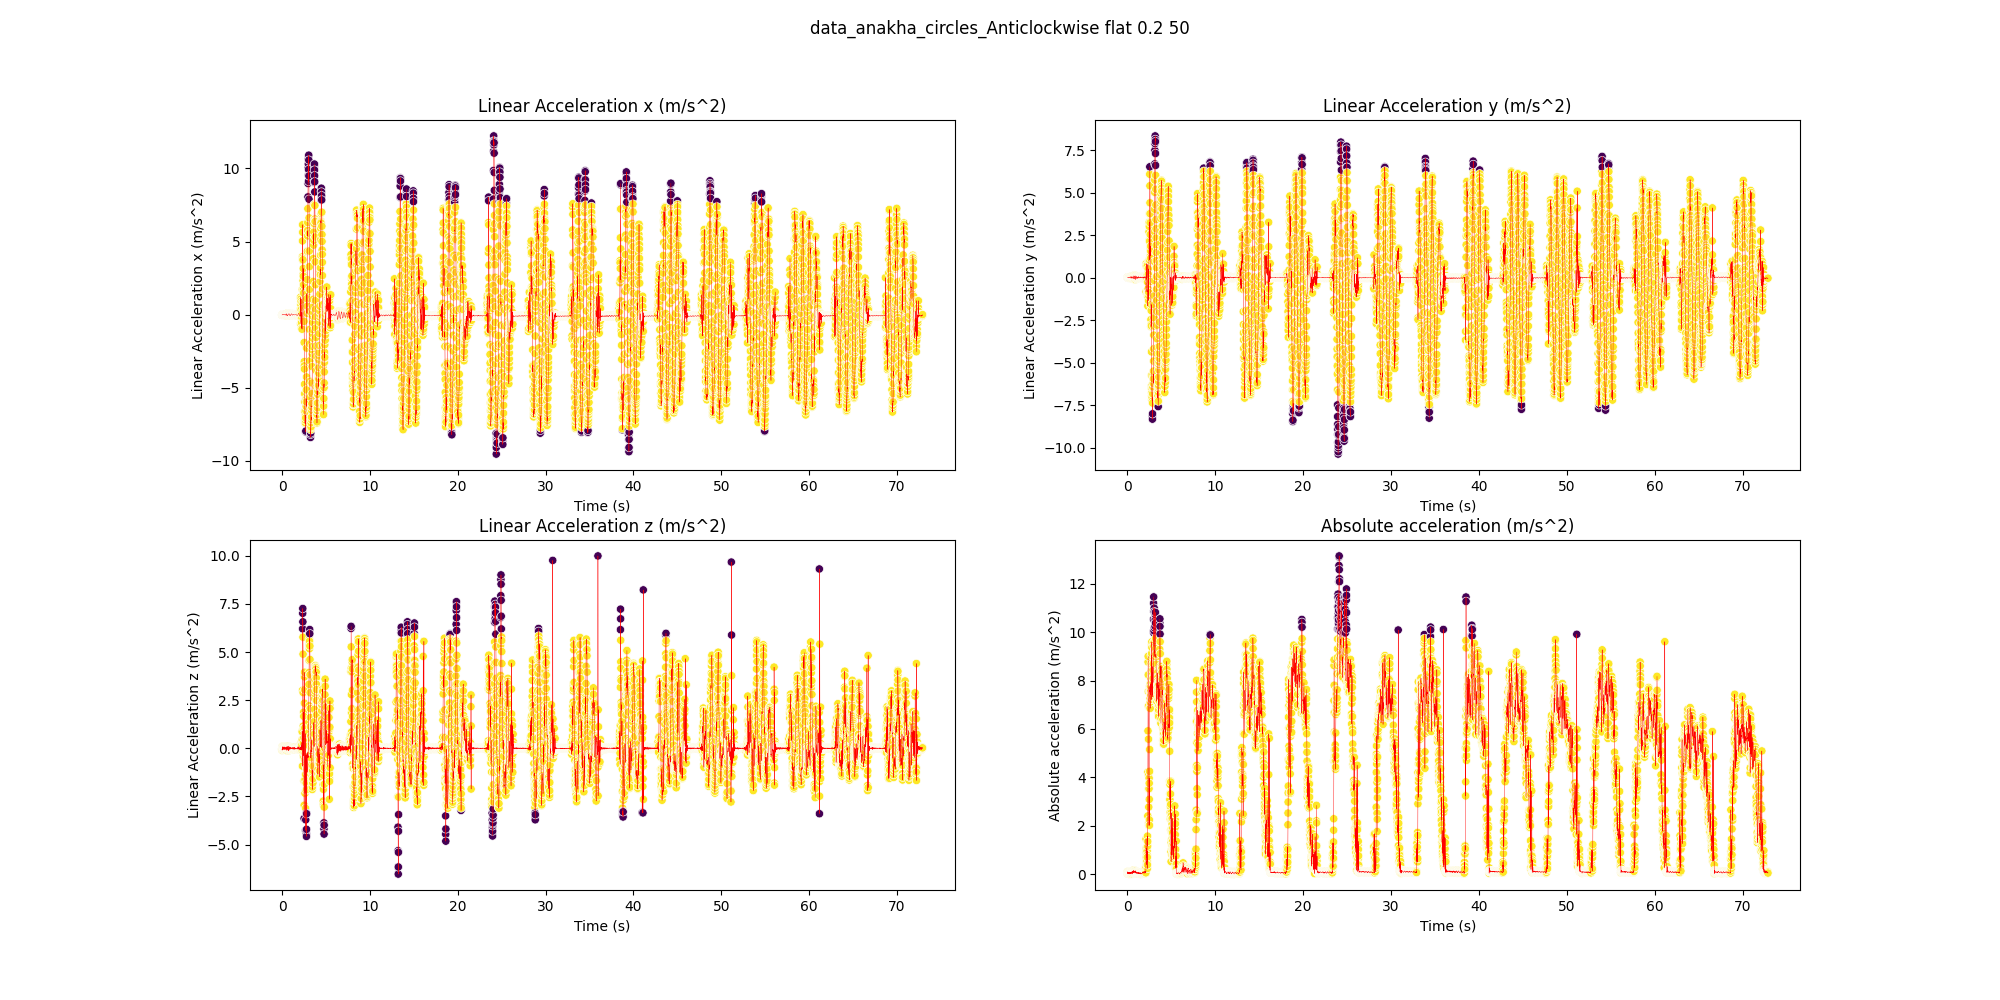 data_anakha_circles_Anticlockwise flat 0.2 50
Linear Acceleration x (m/s^2)
Linear Acceleration x (m/s^2)
10
5
0
−5
−10
0 10 20 30 40 50 60 70
Time (s)
Linear Acceleration y (m/s^2)
Linear Acceleration y (m/s^2)
7.5
5.0
2.5
0.0
−2.5
−5.0
−7.5
−10.0
0 10 20 30 40 50 60 70
Time (s)
Linear Acceleration z (m/s^2)
Linear Acceleration z (m/s^2)
10.0
7.5
5.0
2.5
0.0
−2.5
−5.0
0 10 20 30 40 50 60 70
Time (s)
Absolute acceleration (m/s^2)
Absolute acceleration (m/s^2)
12
10
8
6
4
2
0
0 10 20 30 40 50 60 70
Time (s)